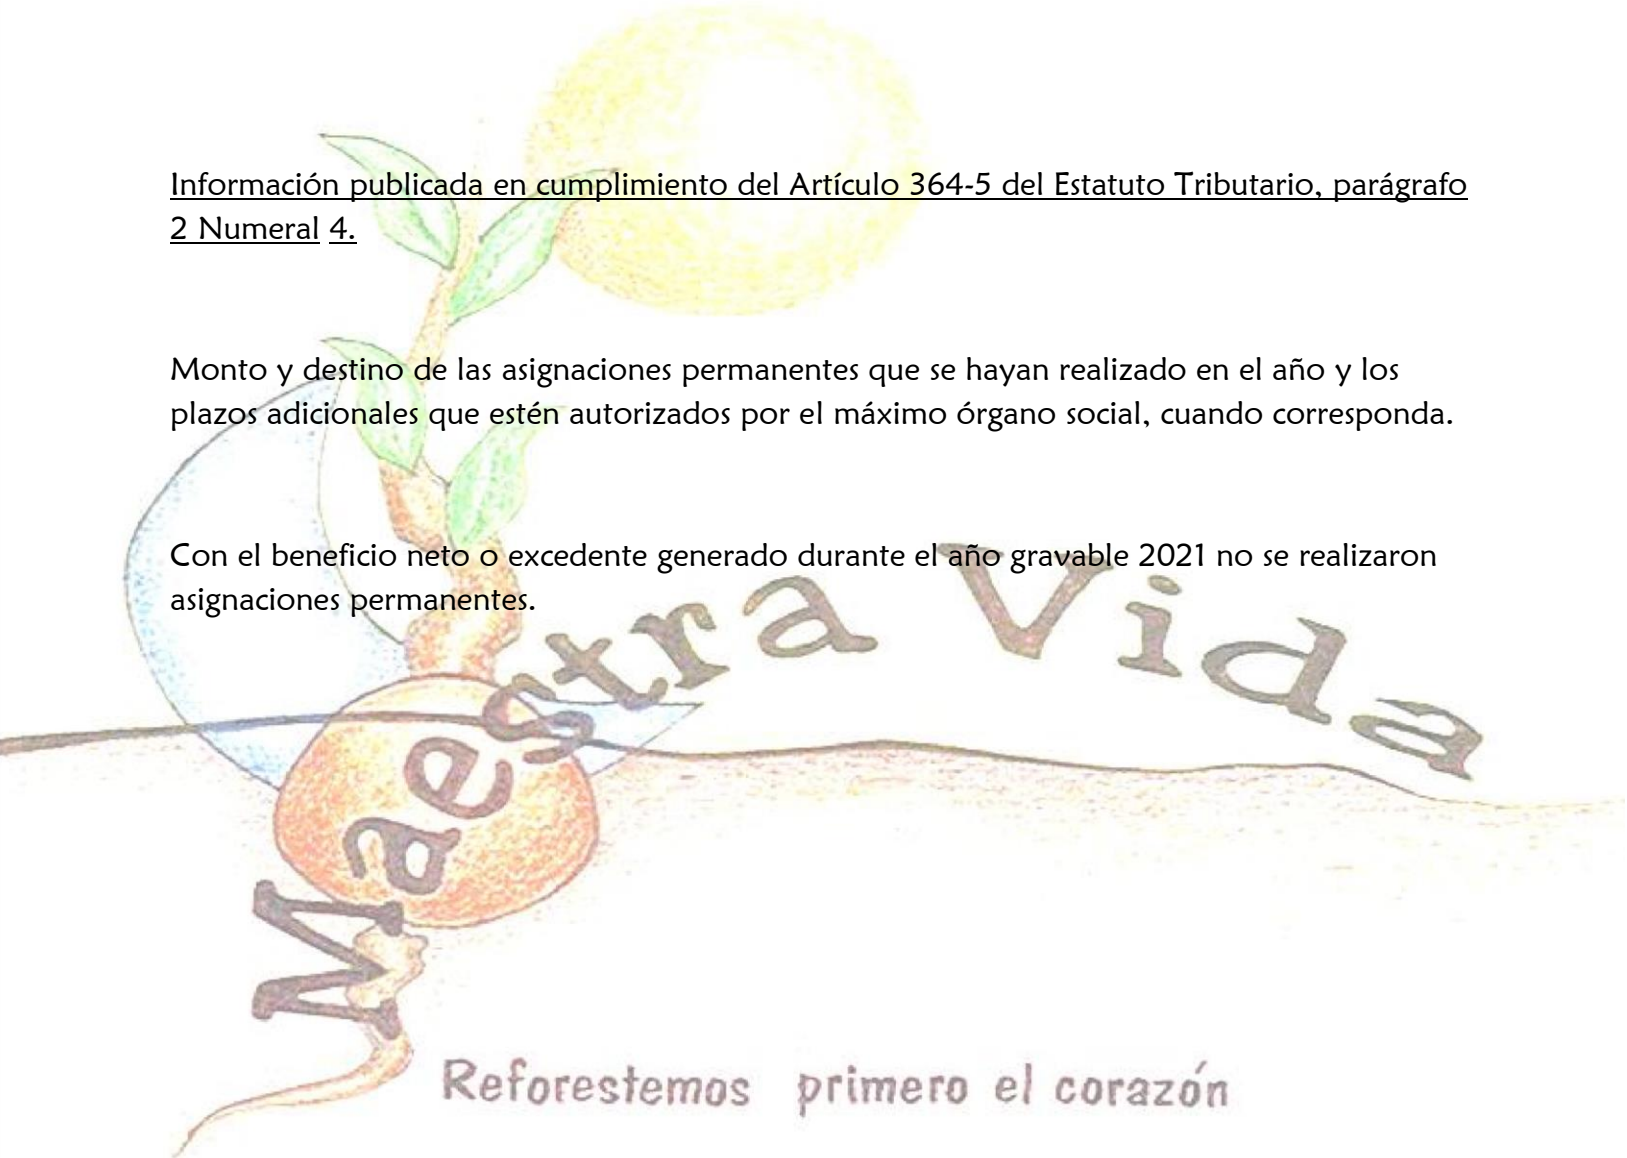 Información publicada en cumplimiento del Artículo 364-5 del Estatuto Tributario, parágrafo
2 Numeral 4.
Monto y destino de las asignaciones permanentes que se hayan realizado en el año y los
plazos adicionales que estén autorizados por el máximo órgano social, cuando corresponda.
Con el beneficio neto o excedente generado durante el año gravable 2021 no se realizaron
asignaciones permanentes.
Maestra Vida
Reforestemos primero el corazón